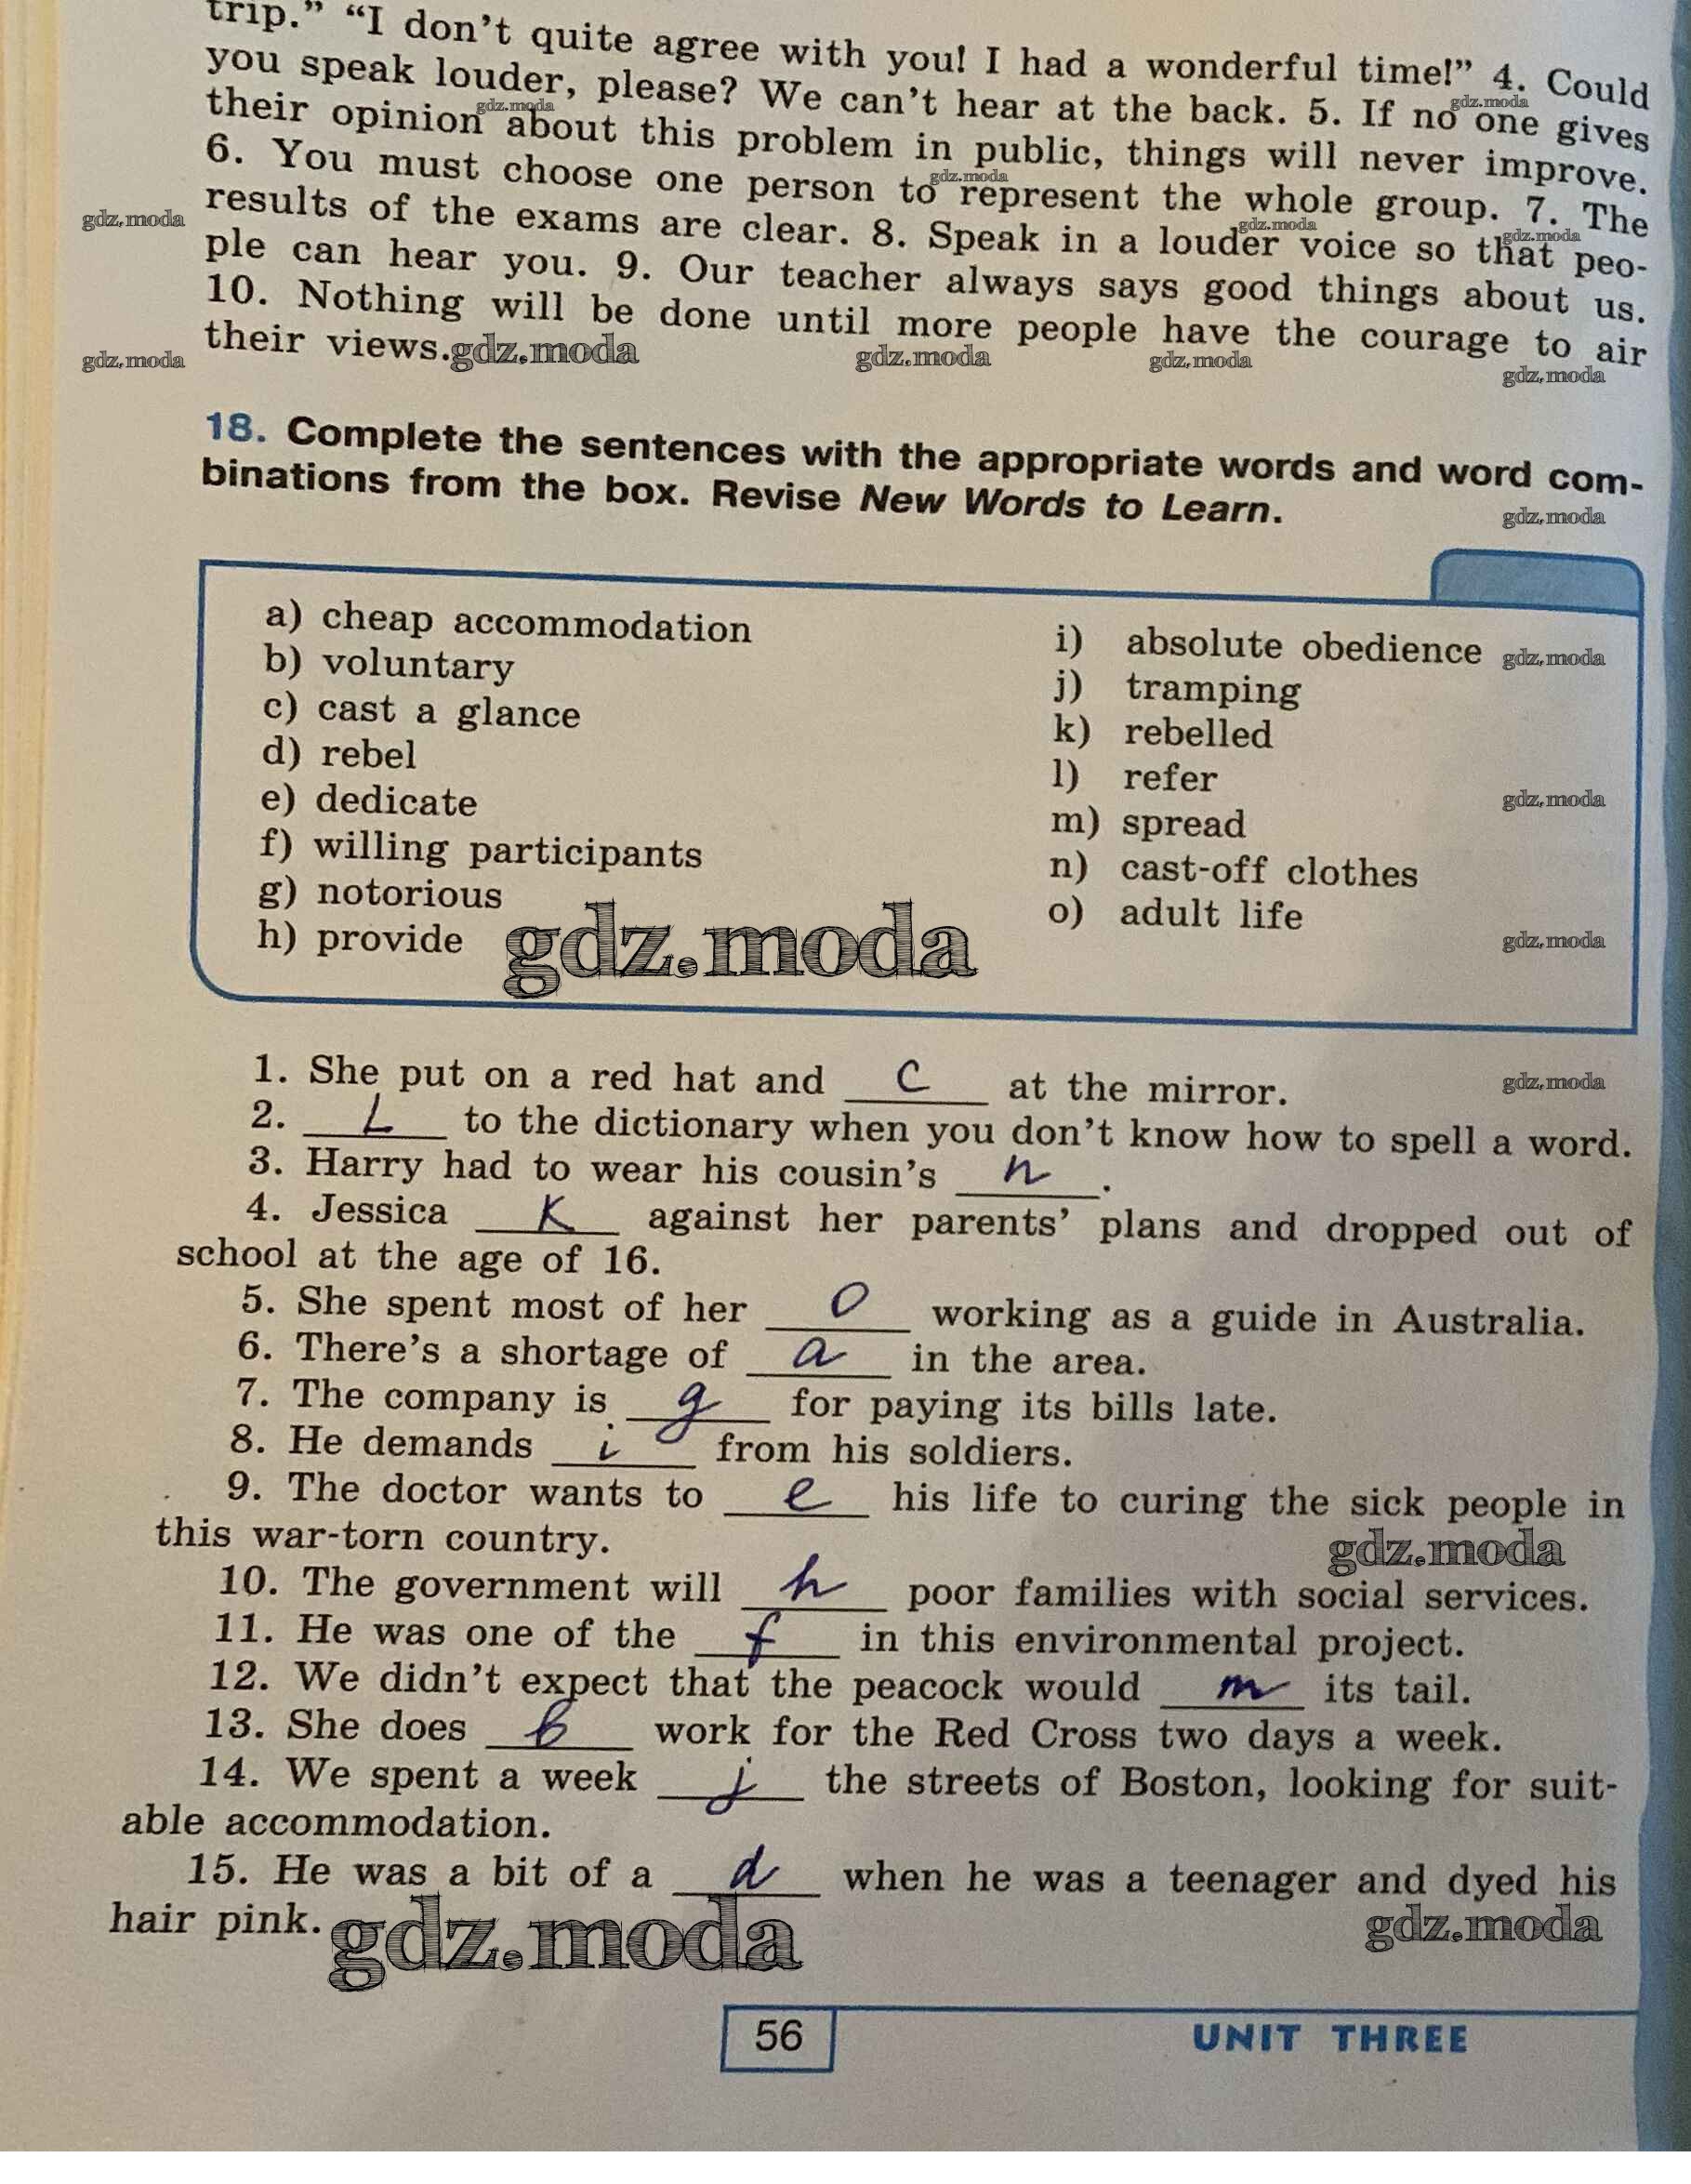 trip.” “I don’t quite agree with you! I had a wonderful time!” 4. Could
you speak louder, please? We can’t hear at the back. 5. If no one gives
their opinion about this problem in public, things will never improve.
6. You must choose one person to represent the whole group. 7. The
results of the exams are clear. 8. Speak in a louder voice so that peo-
ple can hear you. 9. Our teacher always says good things about us.
10. Nothing will be done until more people have the courage to air
their views.
gdz.moda
18. Complete the sentences with the appropriate words and word com-
binations from the box. Revise New Words to Learn.
a) cheap accommodation
b) voluntary
c) cast a glance
d) rebel
e) dedicate
f) willing participants
g) notorious
h) provide
i) absolute obedience
j) tramping
k) rebelled
l) refer
m) spread
n) cast-off clothes
o) adult life
gdz.moda
1. She put on a red hat and c at the mirror.
2. L to the dictionary when you don’t know how to spell a word.
3. Harry had to wear his cousin’s n.
4. Jessica K against her parents’ plans and dropped out of
school at the age of 16.
5. She spent most of her o working as a guide in Australia.
6. There’s a shortage of a in the area.
7. The company is g for paying its bills late.
8. He demands i from his soldiers.
9. The doctor wants to e his life to curing the sick people in
this war-torn country.
gdz.moda
10. The government will h poor families with social services.
11. He was one of the f in this environmental project.
12. We didn’t expect that the peacock would m its tail.
13. She does b work for the Red Cross two days a week.
14. We spent a week j the streets of Boston, looking for suit-
able accommodation.
15. He was a bit of a d when he was a teenager and dyed his
hair pink.
gdz.moda
gdz.moda
56
UNIT THREE